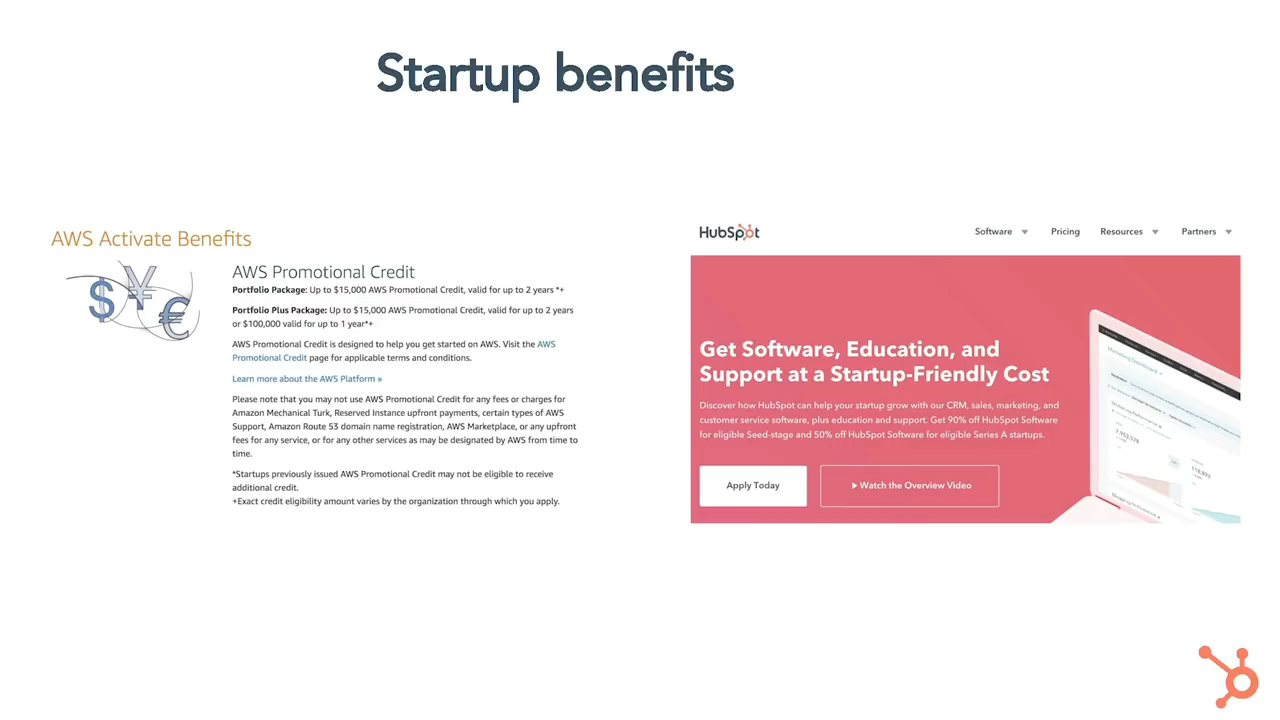 Startup benefits
AWS Activate Benefits
AWS Promotional Credit
Portfolio Package: Up to $15,000 AWS Promotional Credit, valid for up to 2 years *+
Portfolio Plus Package: Up to $15,000 AWS Promotional Credit, valid for up to 2 years
or $100,000 valid for up to 1 year*+
AWS Promotional Credit is designed to help you get started on AWS. Visit the AWS
Promotional Credit page for applicable terms and conditions.
Learn more about the AWS Platform »
Please note that you may not use AWS Promotional Credit for any fees or charges for
Amazon Mechanical Turk, Reserved Instance upfront payments, certain types of AWS
Support, Amazon Route 53 domain name registration, AWS Marketplace, or any upfront
fees for any service, or for any other services as may be designated by AWS from time to
time.
*Startups previously issued AWS Promotional Credit may not be eligible to receive
additional credit.
+Exact credit eligibility amount varies by the organization through which you apply.
HubSpot
Software Pricing Resources Partners
Get Software, Education, and
Support at a Startup-Friendly Cost
Discover how HubSpot can help your startup grow with our CRM, sales, marketing, and
customer service software, plus education and support. Get 90% off HubSpot Software
for eligible Seed-stage and 50% off HubSpot Software for eligible Series A startups.
Apply Today
Watch the Overview Video
Marketing Dashboard